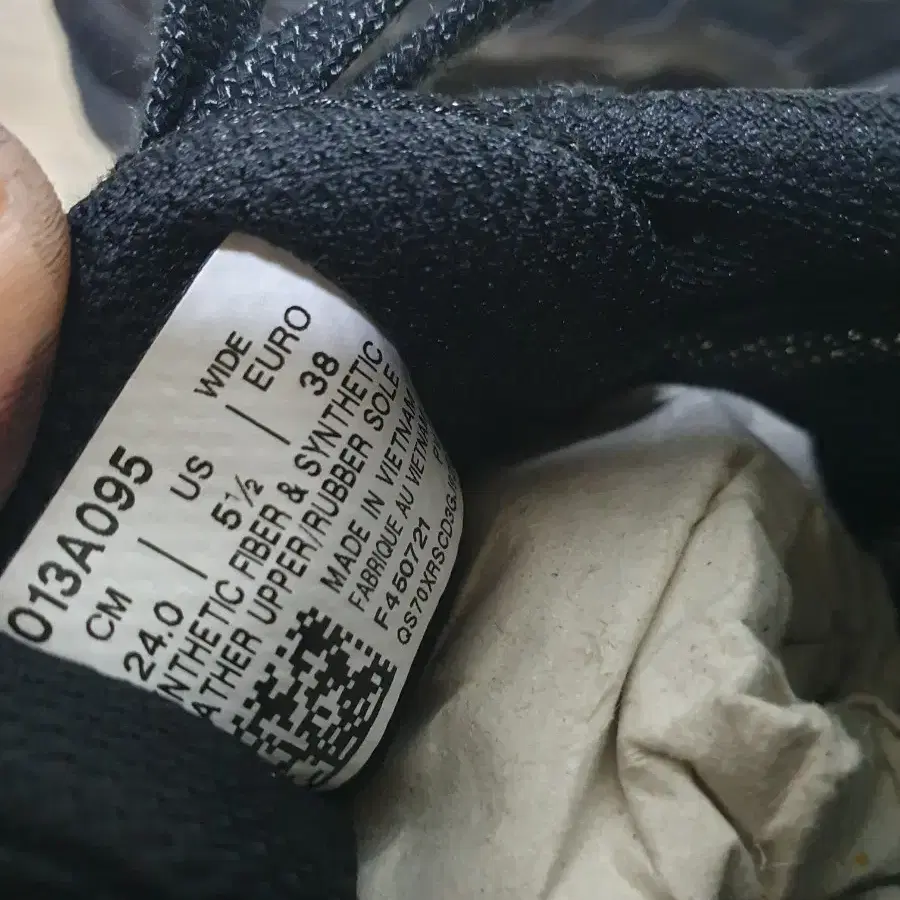 013A095 WIDE
CM | US | EURO
24.0 5½ 38
NTHETIC FIBER & SYNTHETIC
ATHER UPPER/RUBBER SOLE
MADE IN VIETNAM
FABRIQUE AU VIETNAM
F450721